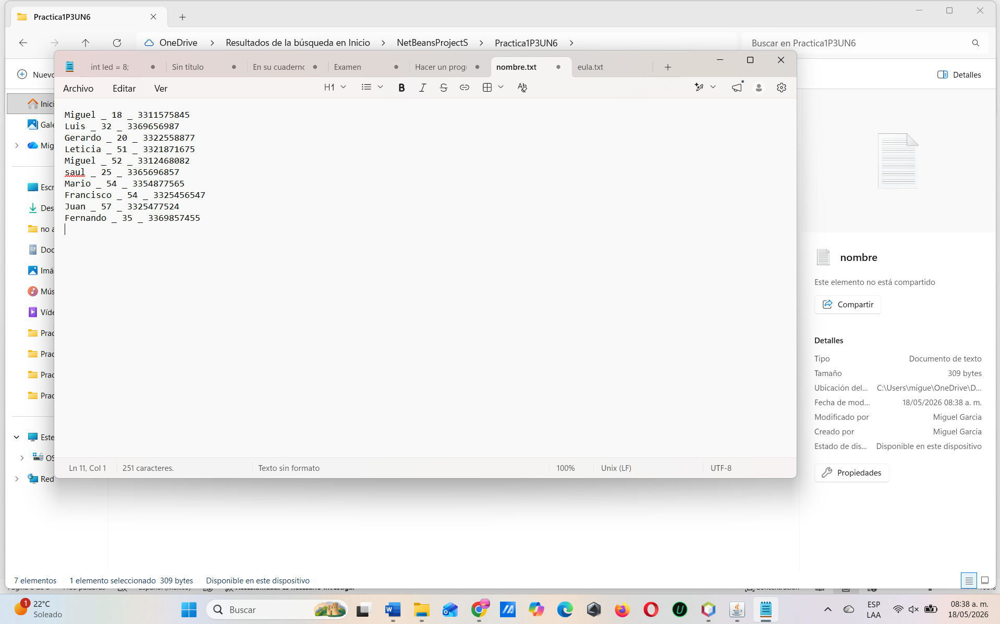 Practica1P3UN6
OneDrive > Resultados de la búsqueda en Inicio > NetBeansProjectS > Practica1P3UN6 >
Buscar en Practica1P3UN6
int led = 8;
Sin título
En su cuaderno
Examen
Hacer un prog
nombre.txt
eula.txt
Nuevo
Detalles
Archivo
Editar
Ver
H1
Inici
Gale
Mig
Escr
Des
no a
Doc
Imá
Mús
Víde
Prac
Prac
Prac
Prac
Este
OS
Red
Miguel _ 18 _ 3311575845
Luis _ 32 _ 3369656987
Gerardo _ 20 _ 3322558877
Leticia _ 51 _ 3321871675
Miguel _ 52 _ 3312468082
saul _ 25 _ 3365696857
Mario _ 54 _ 3354877565
Francisco _ 54 _ 3325456547
Juan _ 57 _ 3325477524
Fernando _ 35 _ 3369857455
Ln 11, Col 1
251 caracteres.
Texto sin formato
100%
Unix (LF)
UTF-8
nombre
Este elemento no está compartido
Compartir
Detalles
Tipo Documento de texto
Tamaño 309 bytes
Ubicación del... C:\Users\migue\OneDrive\D...
Fecha de mod... 18/05/2026 08:38 a. m.
Modificado por Miguel Garcia
Creado por Miguel Garcia
Estado de dis... Disponible en este dispositivo
Propiedades
7 elementos
1 elemento seleccionado 309 bytes
Disponible en este dispositivo
1
22°C
Soleado
Buscar
ESP
LAA
08:38 a. m.
18/05/2026